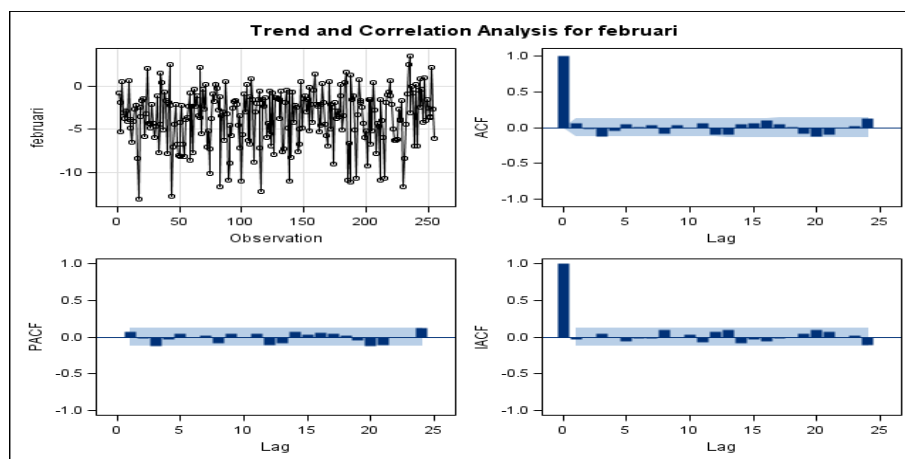 Trend and Correlation Analysis for februari
februari
0
-5
-10
0 50 100 150 200 250
Observation
ACF
1.0
0.5
0.0
-0.5
-1.0
0 5 10 15 20 25
Lag
PACF
1.0
0.5
0.0
-0.5
-1.0
0 5 10 15 20 25
Lag
IACF
1.0
0.5
0.0
-0.5
-1.0
0 5 10 15 20 25
Lag